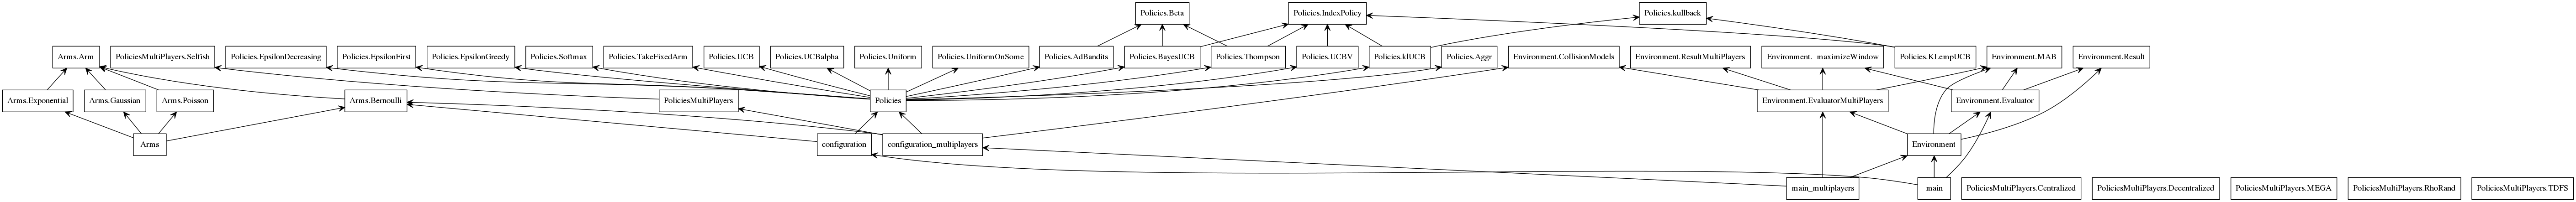 Policies.Beta
Policies.IndexPolicy
Policies.kullback
Arms.Arm
PoliciesMultiPlayers.Selfish
Policies.EpsilonDecreasing
Policies.EpsilonFirst
Policies.EpsilonGreedy
Policies.Softmax
Policies.TakeFixedArm
Policies.UCB
Policies.UCBalpha
Policies.Uniform
Policies.UniformOnSome
Policies.AdBandits
Policies.BayesUCB
Policies.Thompson
Policies.UCBV
Policies.klUCB
Policies.Aggr
Environment.CollisionModels
Environment.ResultMultiPlayers
Environment._maximizeWindow
Policies.KLempUCB
Environment.MAB
Environment.Result
Arms.Exponential
Arms.Gaussian
Arms.Poisson
Arms.Bernoulli
PoliciesMultiPlayers
Policies
Environment.EvaluatorMultiPlayers
Environment.Evaluator
Arms
configuration
configuration_multiplayers
Environment
main_multiplayers
main
PoliciesMultiPlayers.Centralized
PoliciesMultiPlayers.Decentralized
PoliciesMultiPlayers.MEGA
PoliciesMultiPlayers.RhoRand
PoliciesMultiPlayers.TDFS